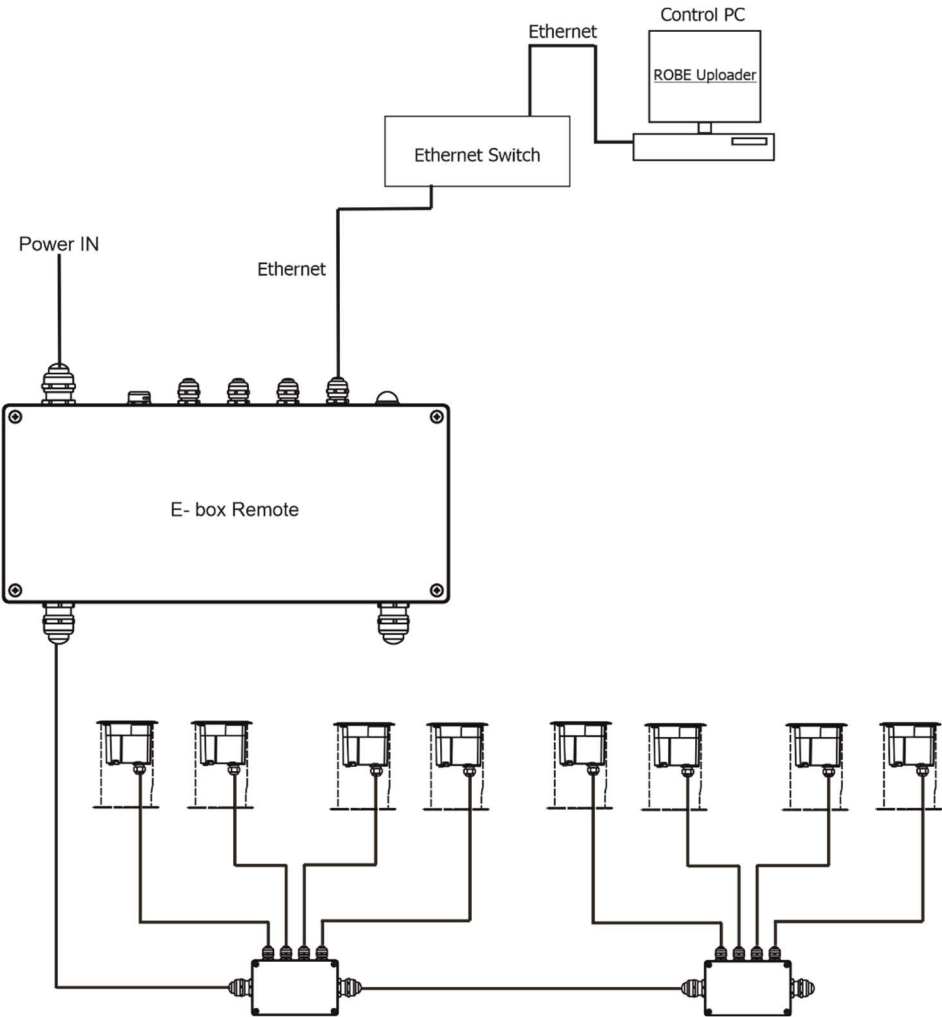 Control PC
Ethernet
ROBE Uploader
Ethernet Switch
Power IN
Ethernet
E- box Remote